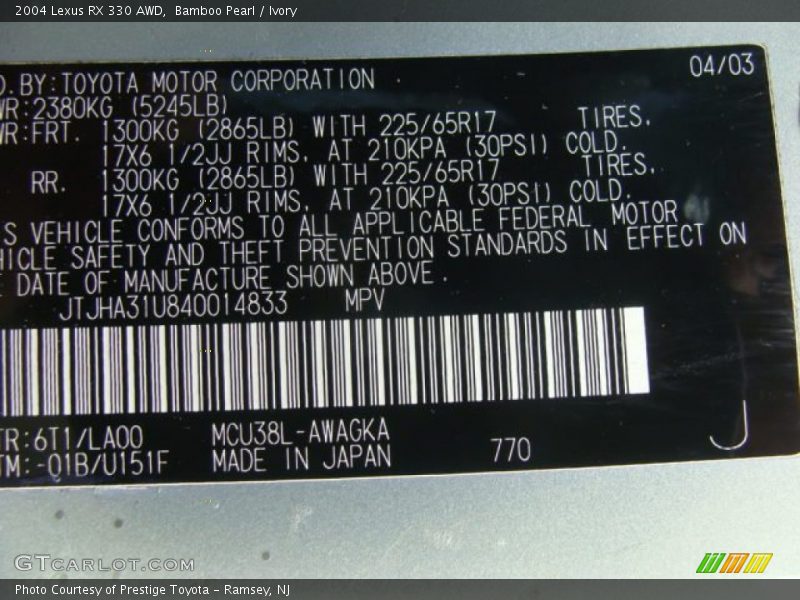 2004 Lexus RX 330 AWD, Bamboo Pearl / Ivory
04/03
D. BY:TOYOTA MOTOR CORPORATION
WR:2380KG (5245LB)
WR:FRT. 1300KG (2865LB) WITH 225/65R17 TIRES,
17X6 1/2JJ RIMS, AT 210KPA (30PSI) COLD.
RR. 1300KG (2865LB) WITH 225/65R17 TIRES,
17X6 1/2JJ RIMS, AT 210KPA (30PSI) COLD.
S VEHICLE CONFORMS TO ALL APPLICABLE FEDERAL MOTOR
HICLE SAFETY AND THEFT PREVENTION STANDARDS IN EFFECT ON
E DATE OF MANUFACTURE SHOWN ABOVE.
JTJHA31U840014833 MPV
TR:6T1/LA00 MCU38L-AWAGKA
TM:-01B/U151F MADE IN JAPAN 770 J
GTCARLOT.COM
Photo Courtesy of Prestige Toyota - Ramsey, NJ